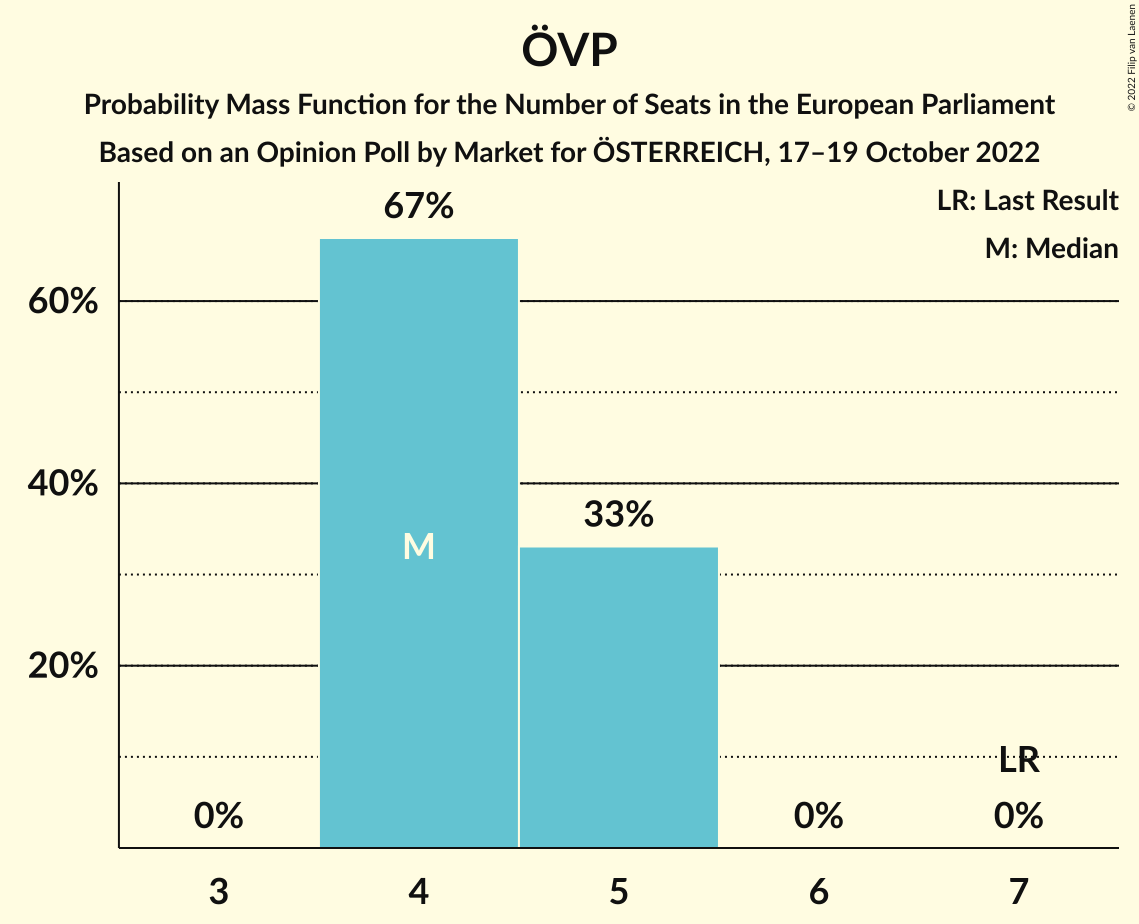 ÖVP
Probability Mass Function for the Number of Seats in the European Parliament
Based on an Opinion Poll by Market for ÖSTERREICH, 17–19 October 2022
© 2022 Filip van Laenen
LR: Last Result
M: Median
67%
60%
40%
33%
M
20%
LR
0%
0%
0%
3
4
5
6
7